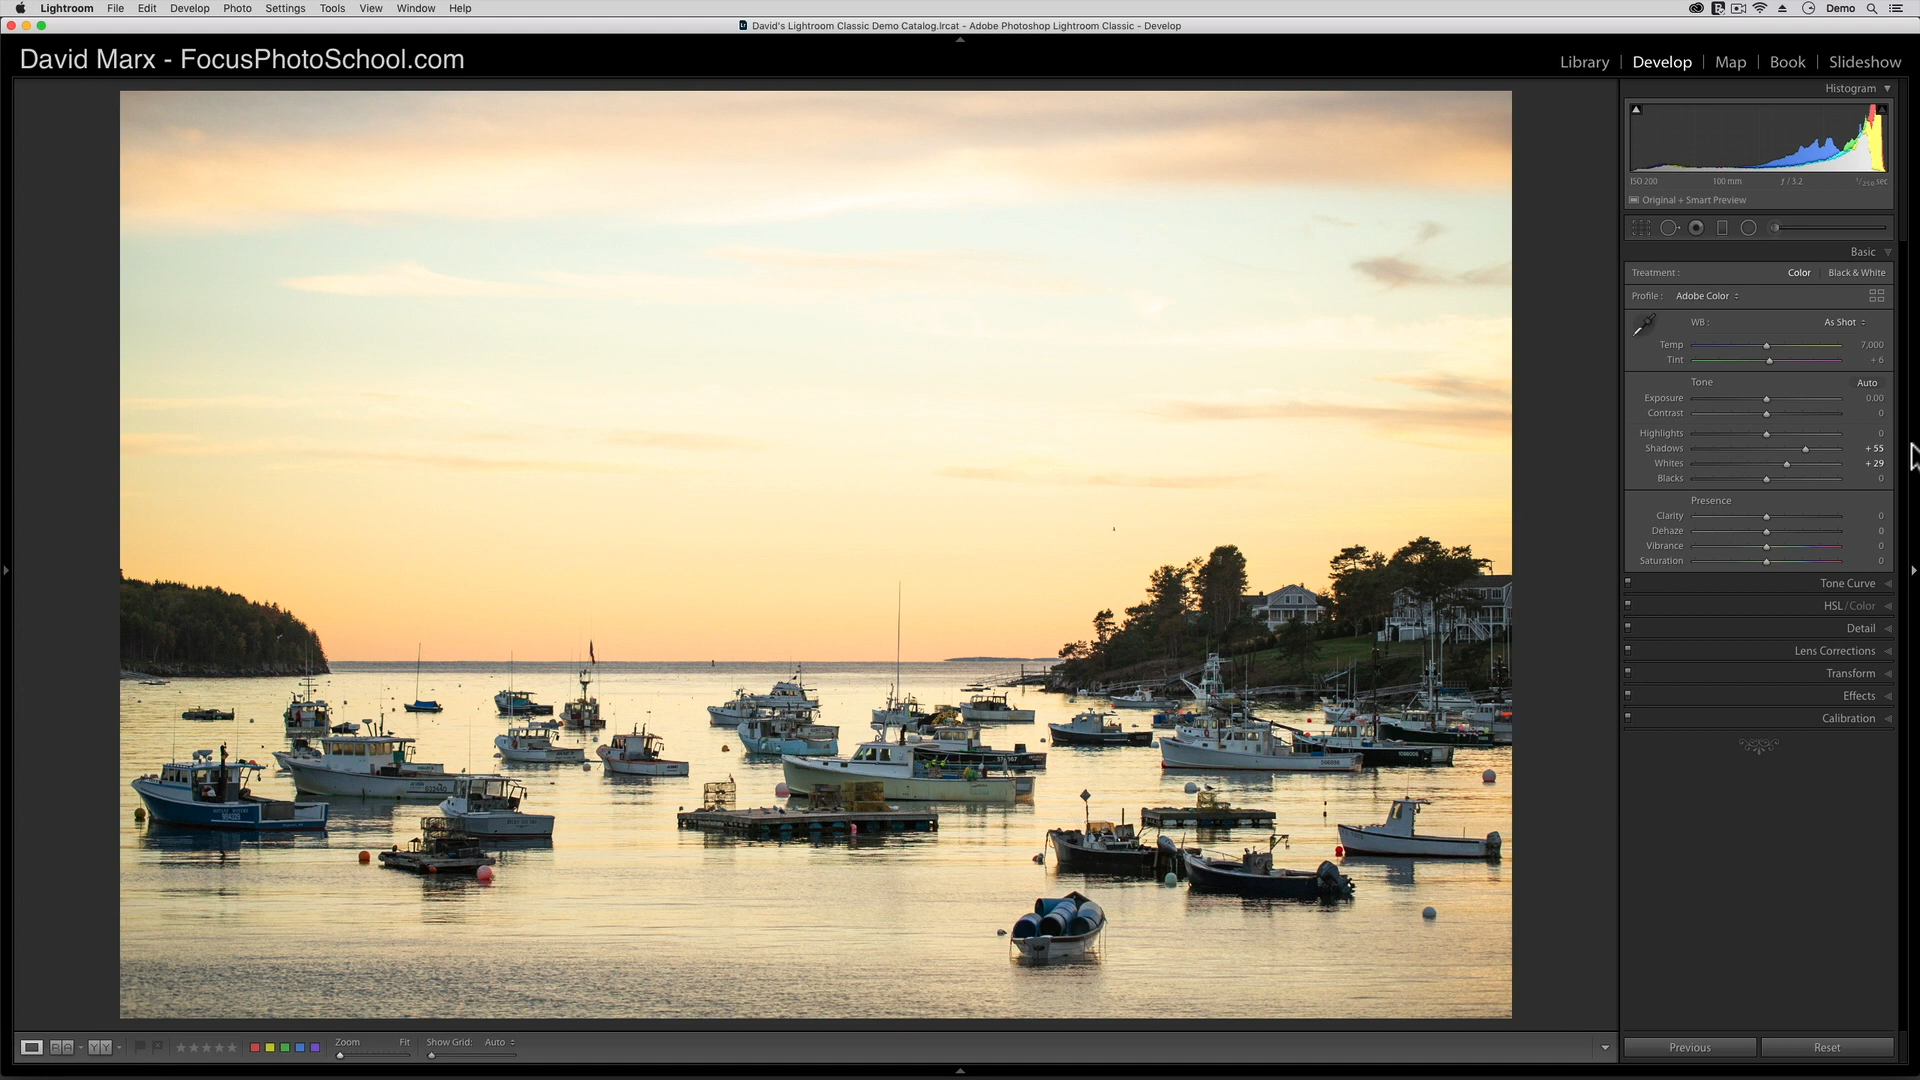 Lightroom File Edit Develop Photo Settings Tools View Window Help Demo
David's Lightroom Classic Demo Catalog.lrcat - Adobe Photoshop Lightroom Classic - Develop
David Marx - FocusPhotoSchool.com
Library | Develop | Map | Book | Slideshow
Histogram
ISO 200 100 mm ƒ / 3.2
Original + Smart Preview
Basic
Treatment : Color Black & White
Profile : Adobe Color
WB : As Shot
Temp 7,000
Tint + 6
Tone Auto
Exposure 0.00
Contrast 0
Highlights 0
Shadows + 55
Whites + 29
Blacks 0
Presence
Clarity 0
Dehaze 0
Vibrance 0
Saturation 0
Tone Curve
HSL / Color
Detail
Lens Corrections
Transform
Effects
Calibration
Zoom Fit Show Grid: Auto
Previous Reset